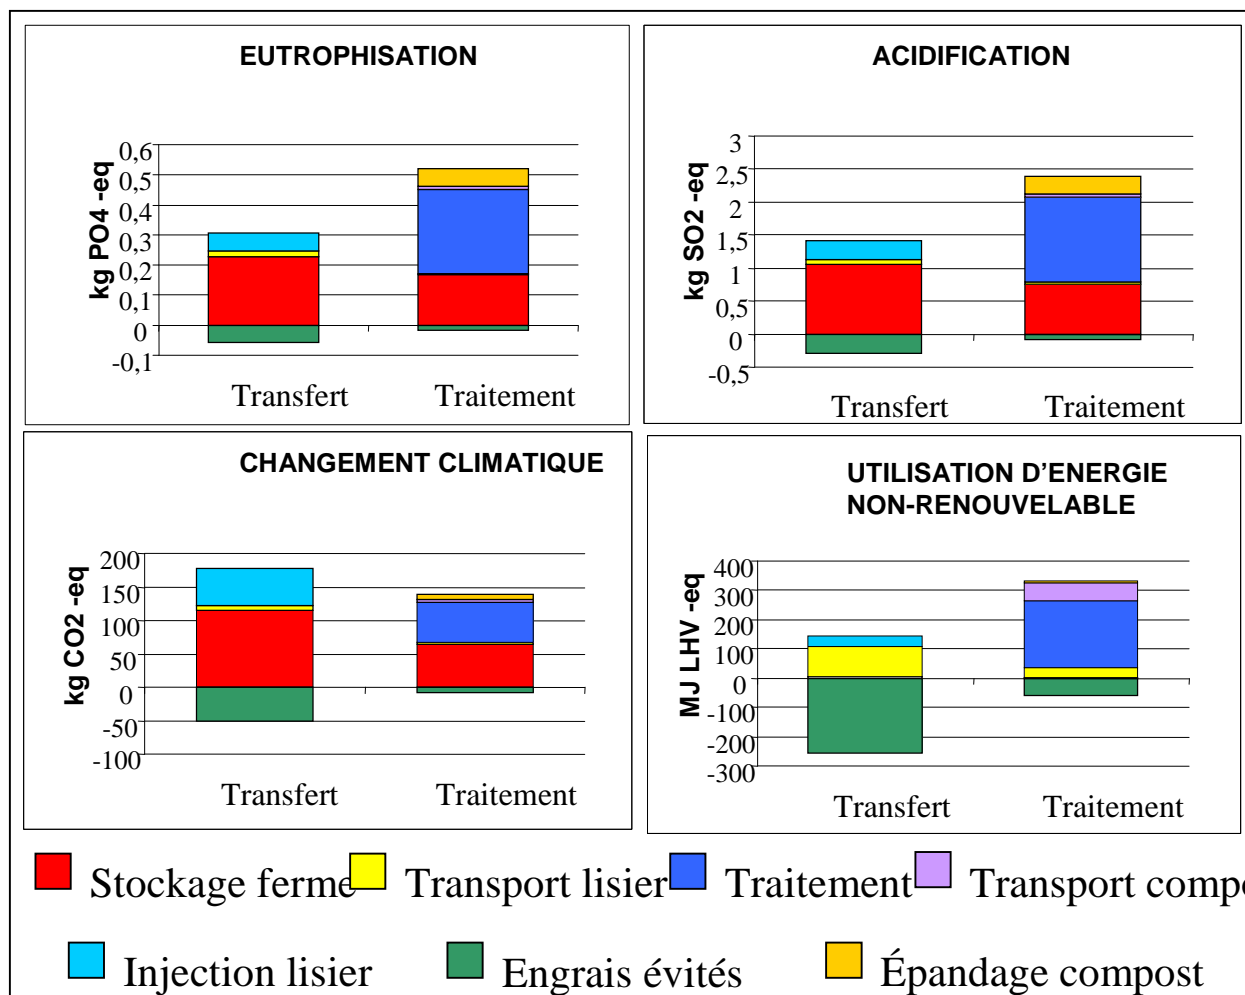 EUTROPHISATION
kg PO4 -eq
0,6
0,5
0,4
0,3
0,2
0,1
0
-0,1
Transfert Traitement
ACIDIFICATION
kg SO2 -eq
3
2,5
2
1,5
1
0,5
0
-0,5
Transfert Traitement
CHANGEMENT CLIMATIQUE
kg CO2 -eq
200
150
100
50
0
-50
-100
Transfert Traitement
UTILISATION D’ENERGIE
NON-RENOUVELABLE
MJ LHV -eq
400
300
200
100
0
-100
-200
-300
Transfert Traitement
Stockage ferme Transport lisier Traitement Transport compo
Injection lisier Engrais évités Épandage compost